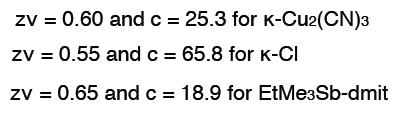 zv = 0.60 and c = 25.3 for κ-Cu₂(CN)₃
zv = 0.55 and c = 65.8 for κ-Cl
zv = 0.65 and c = 18.9 for EtMe₃Sb-dmit